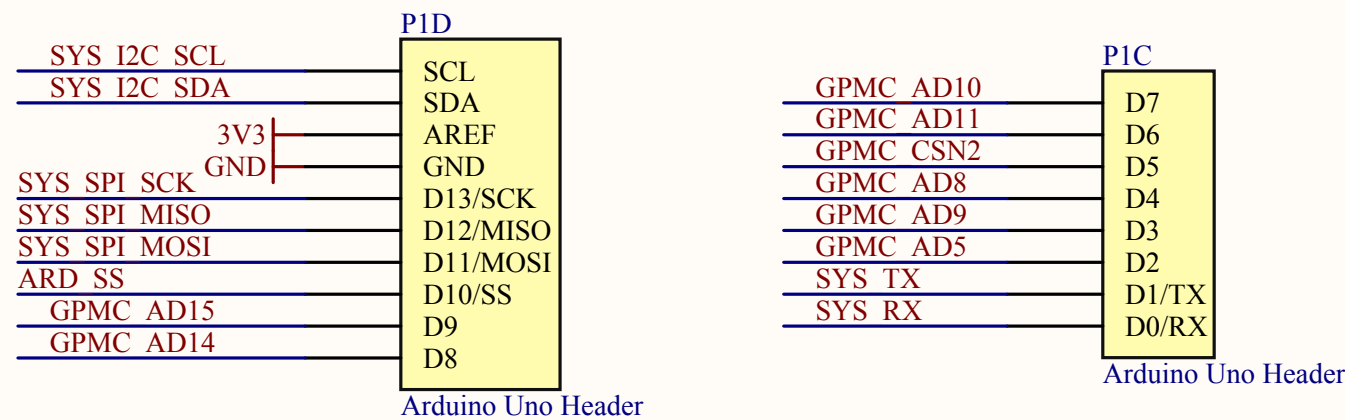 P1D
SYS_I2C_SCL
SCL
SYS_I2C_SDA
SDA
3V3
AREF
GND
GND
SYS_SPI_SCK
D13/SCK
SYS_SPI_MISO
D12/MISO
SYS_SPI_MOSI
D11/MOSI
ARD_SS
D10/SS
GPMC_AD15
D9
GPMC_AD14
D8
Arduino Uno Header
P1C
GPMC_AD10
D7
GPMC_AD11
D6
GPMC_CSN2
D5
GPMC_AD8
D4
GPMC_AD9
D3
GPMC_AD5
D2
SYS_TX
D1/TX
SYS_RX
D0/RX
Arduino Uno Header